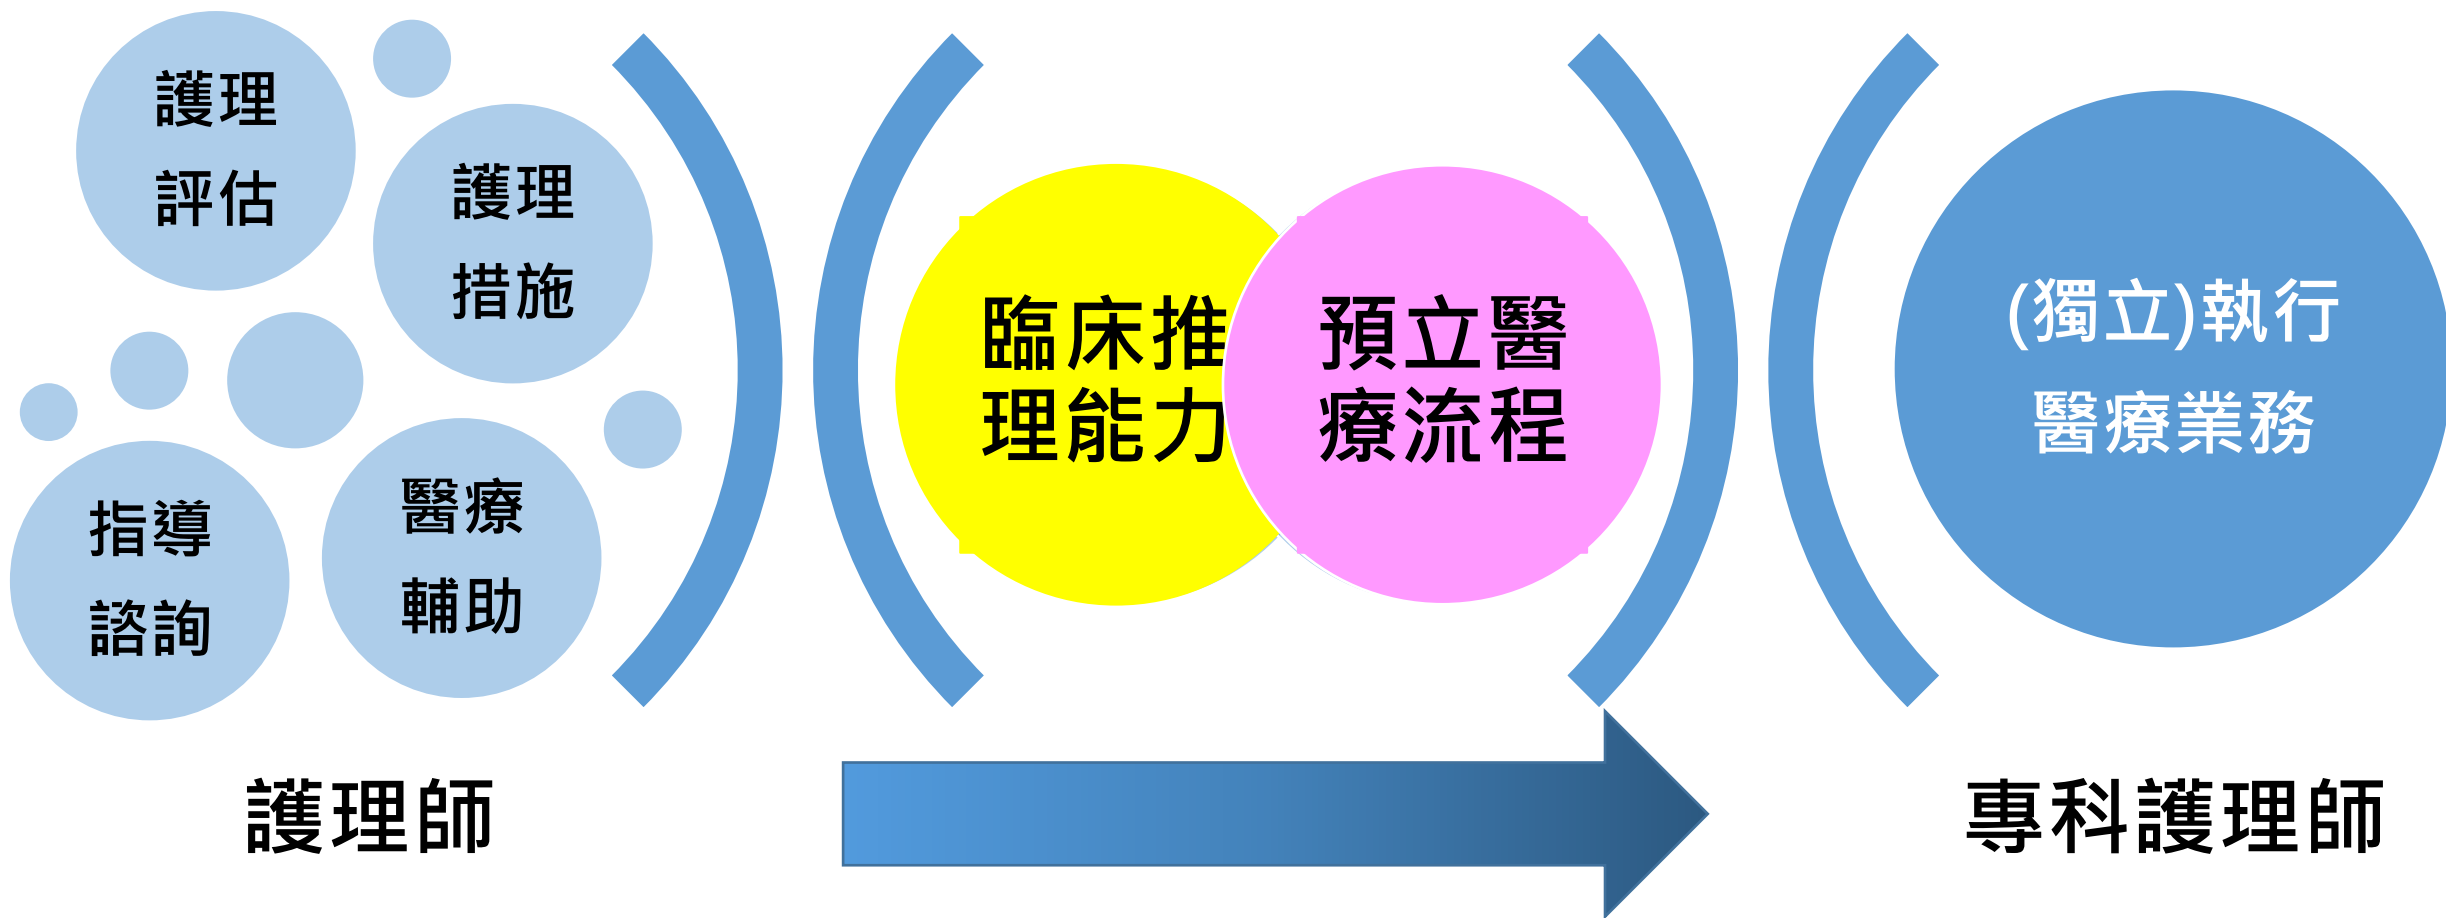 護理
評估
護理
措施
指導
諮詢
醫療
輔助
臨床推
理能力
預立醫
療流程
(獨立)執行
醫療業務
護理師
專科護理師